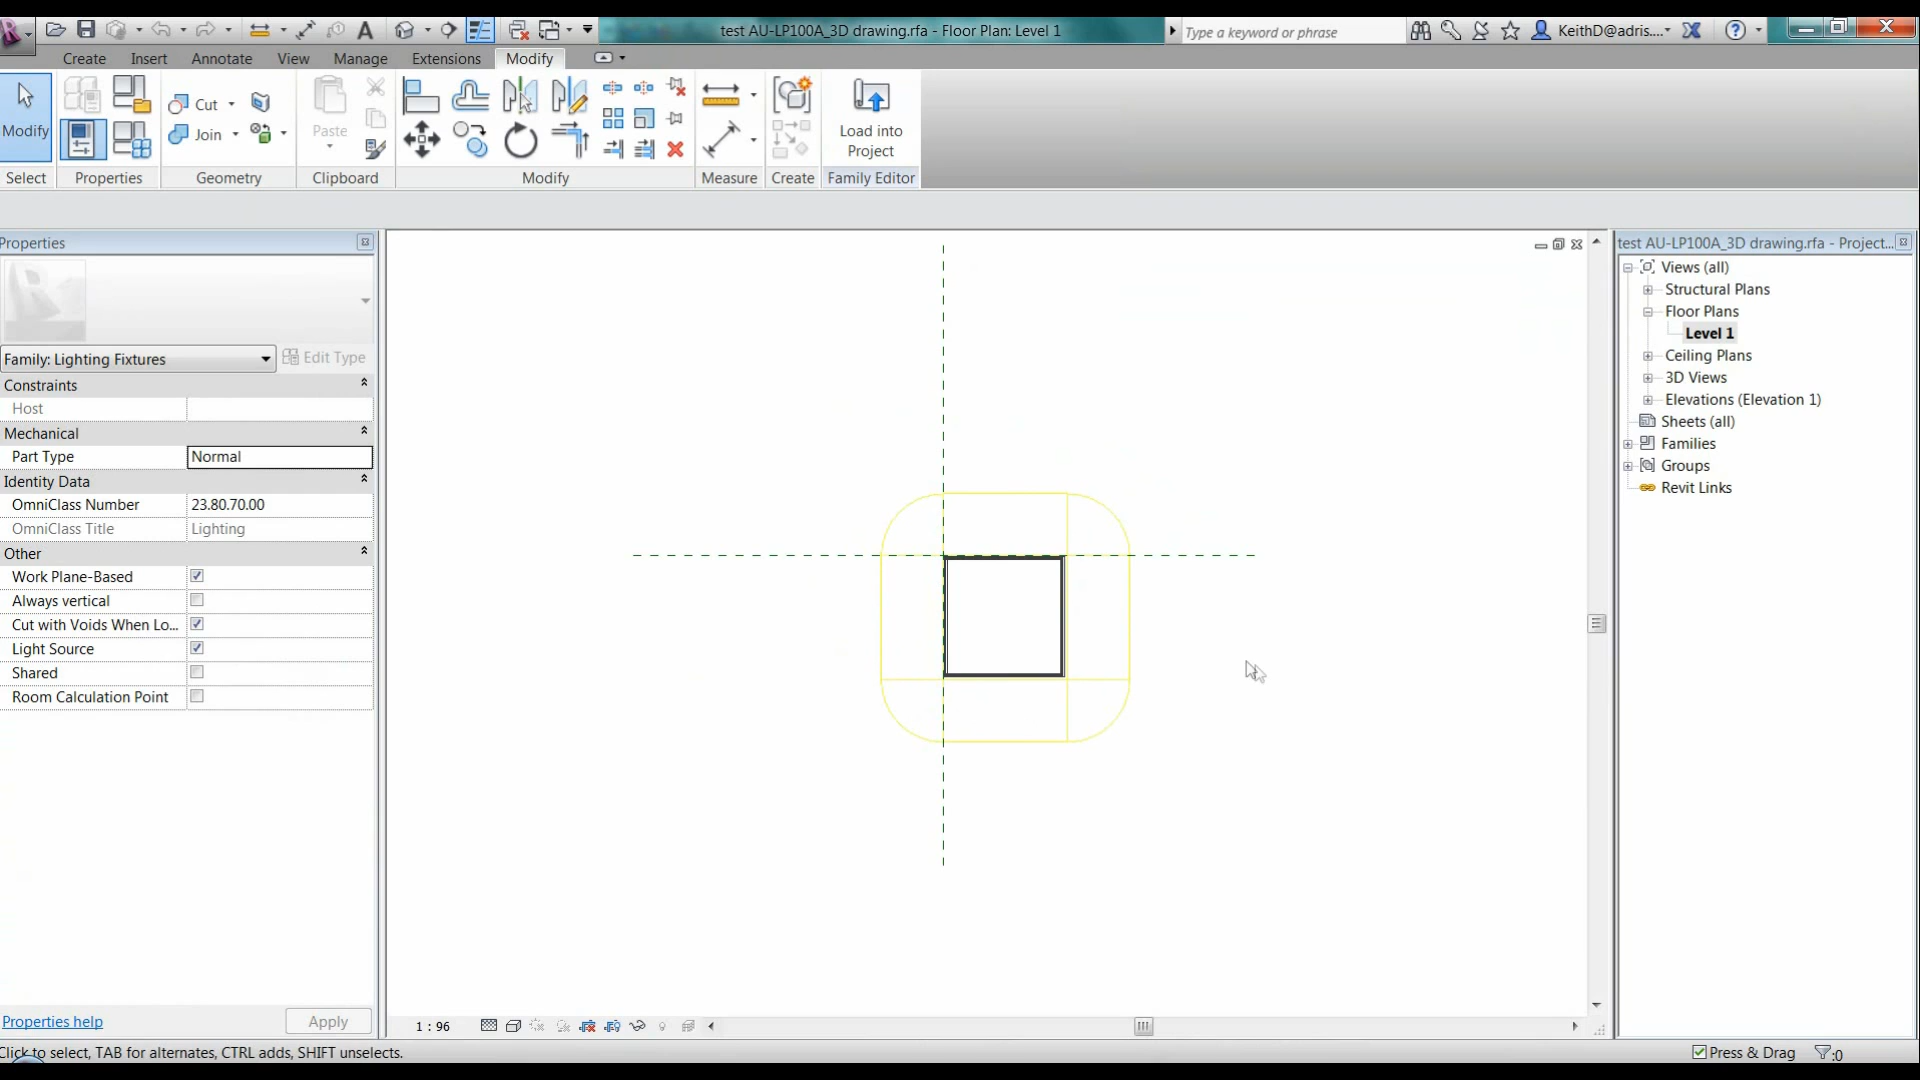 test AU-LP100A_3D drawing.rfa - Floor Plan: Level 1
Type a keyword or phrase
KeithD@adris....
Create Insert Annotate View Manage Extensions Modify
Modify
Cut
Join
Paste
Load into
Project
Select Properties Geometry Clipboard Modify Measure Create Family Editor
Properties
Family: Lighting Fixtures
Edit Type
Constraints
Host
Mechanical
Part Type Normal
Identity Data
OmniClass Number 23.80.70.00
OmniClass Title Lighting
Other
Work Plane-Based
Always vertical
Cut with Voids When Lo...
Light Source
Shared
Room Calculation Point
Properties help
Apply
1 : 96
test AU-LP100A_3D drawing.rfa - Project...
Views (all)
Structural Plans
Floor Plans
Level 1
Ceiling Plans
3D Views
Elevations (Elevation 1)
Sheets (all)
Families
Groups
Revit Links
Click to select, TAB for alternates, CTRL adds, SHIFT unselects.
Press & Drag
:0